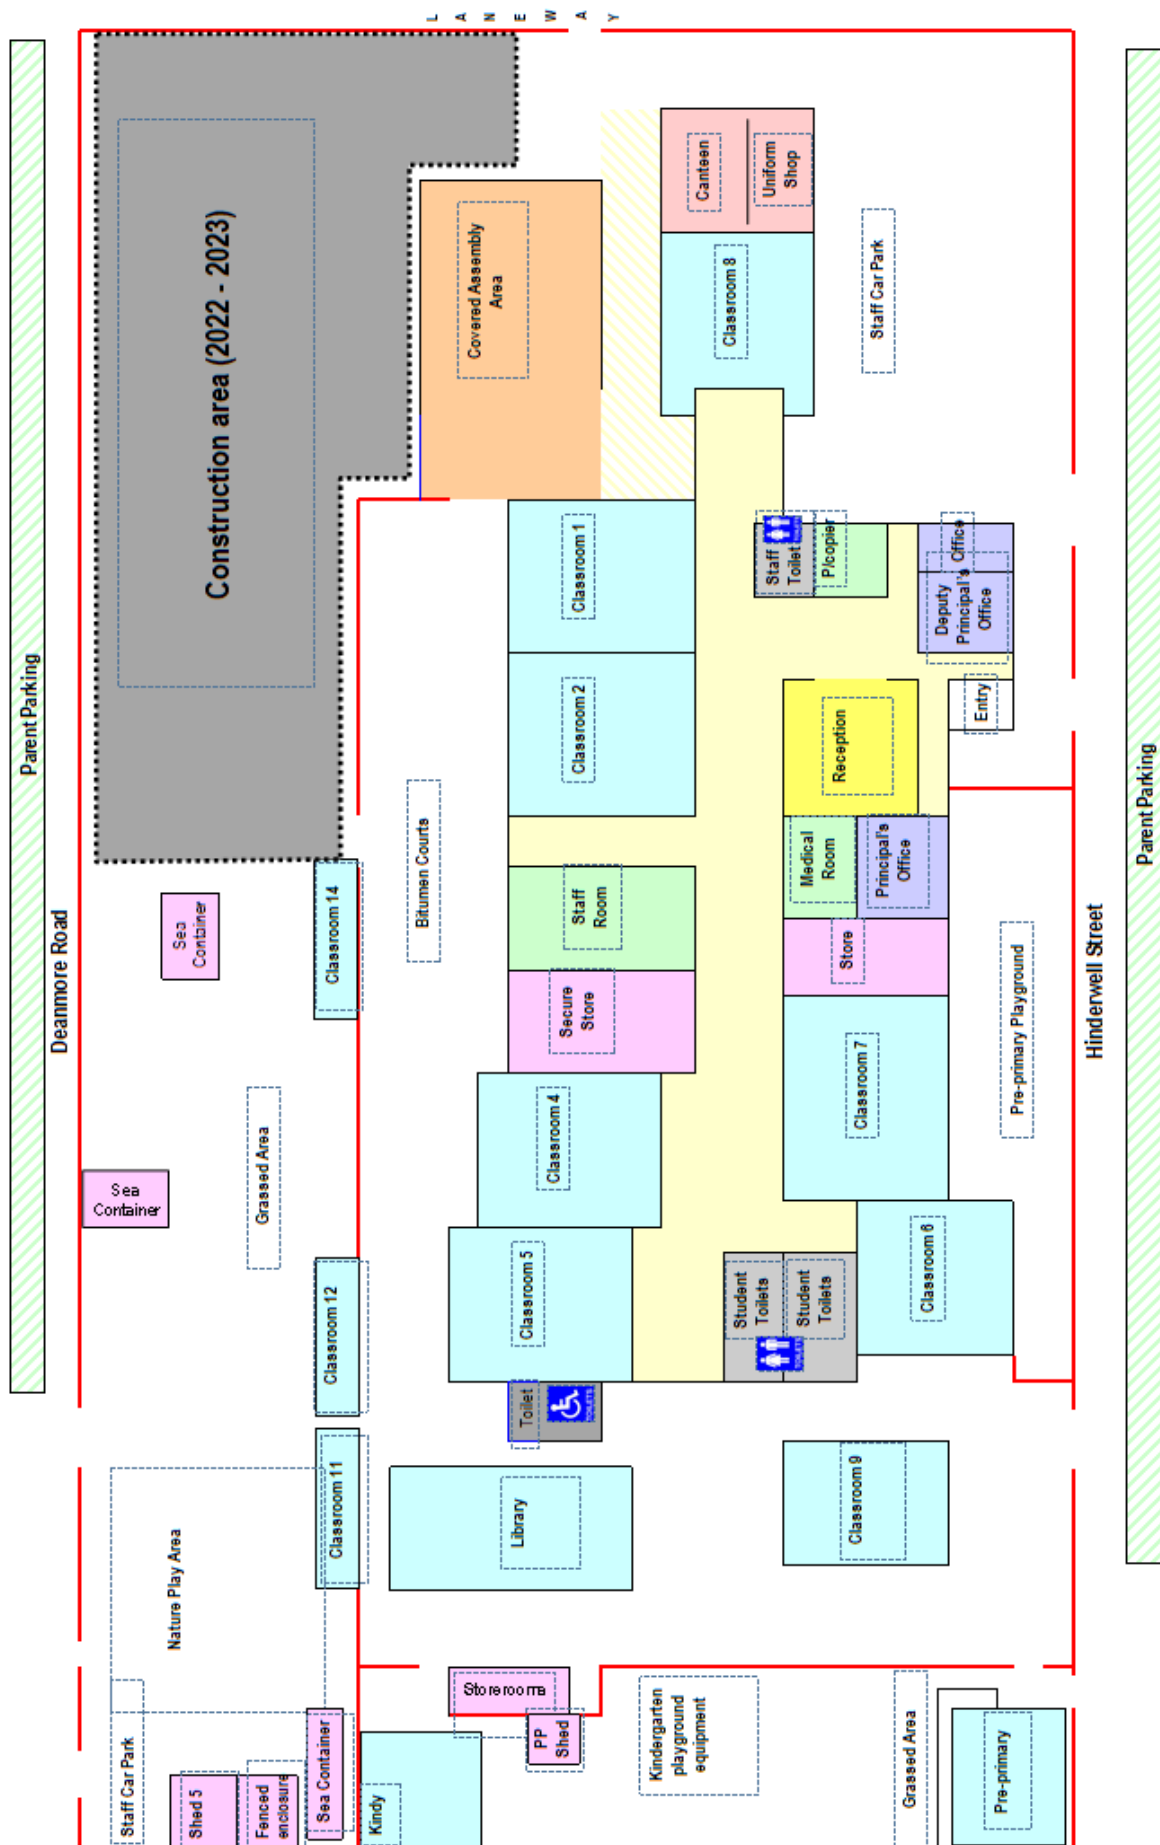 L A N E W A Y
Parent Parking
Deanmore Road
Construction area (2022 - 2023)
Covered Assembly
Area
Canteen
Uniform
Shop
Classroom 8
Staff Car Park
Classroom 1
Classroom 2
Staff
Toilet
P/copier
Office
Deputy
Principal's
Office
Entry
Reception
Medical
Room
Principal's
Office
Store
Staff
Room
Secure
Store
Bitumen Courts
Classroom 14
Sea
Container
Sea
Container
Grassed Area
Classroom 4
Classroom 7
Pre-primary Playground
Hinderwell Street
Parent Parking
Classroom 5
Student
Toilets
Student
Toilets
TOILETS
Classroom 6
Classroom 12
Toilet
TOILETS
Classroom 11
Library
Classroom 9
Nature Play Area
Storerooms
PP
Shed
Kindergarten
playground
equipment
Grassed Area
Pre-primary
Staff Car Park
Shed 5
Fenced
enclosure
Sea Container
Kindy